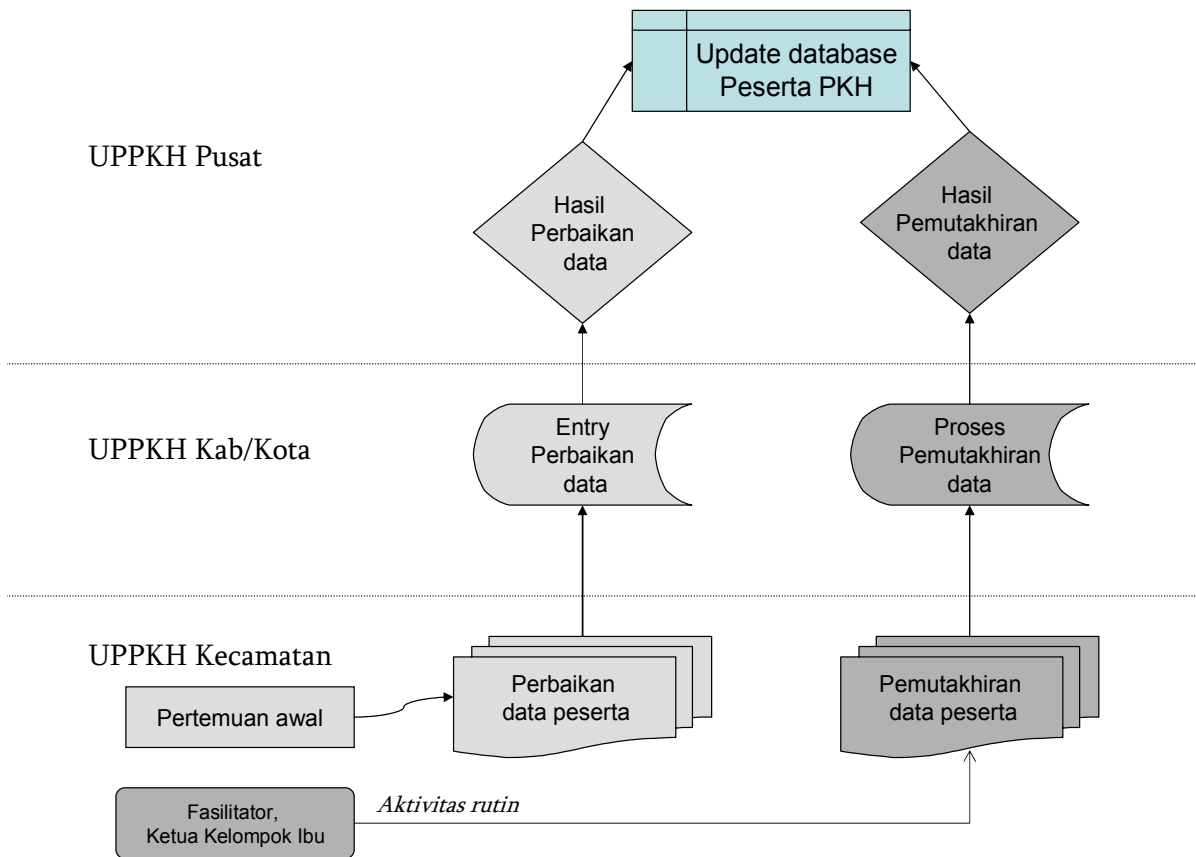 Update database
Peserta PKH
UPPKH Pusat
Hasil
Perbaikan
data
Hasil
Pemutakhiran
data
UPPKH Kab/Kota
Entry
Perbaikan
data
Proses
Pemutakhiran
data
UPPKH Kecamatan
Pertemuan awal
Perbaikan
data peserta
Pemutakhiran
data peserta
Fasilitator,
Ketua Kelompok Ibu
Aktivitas rutin